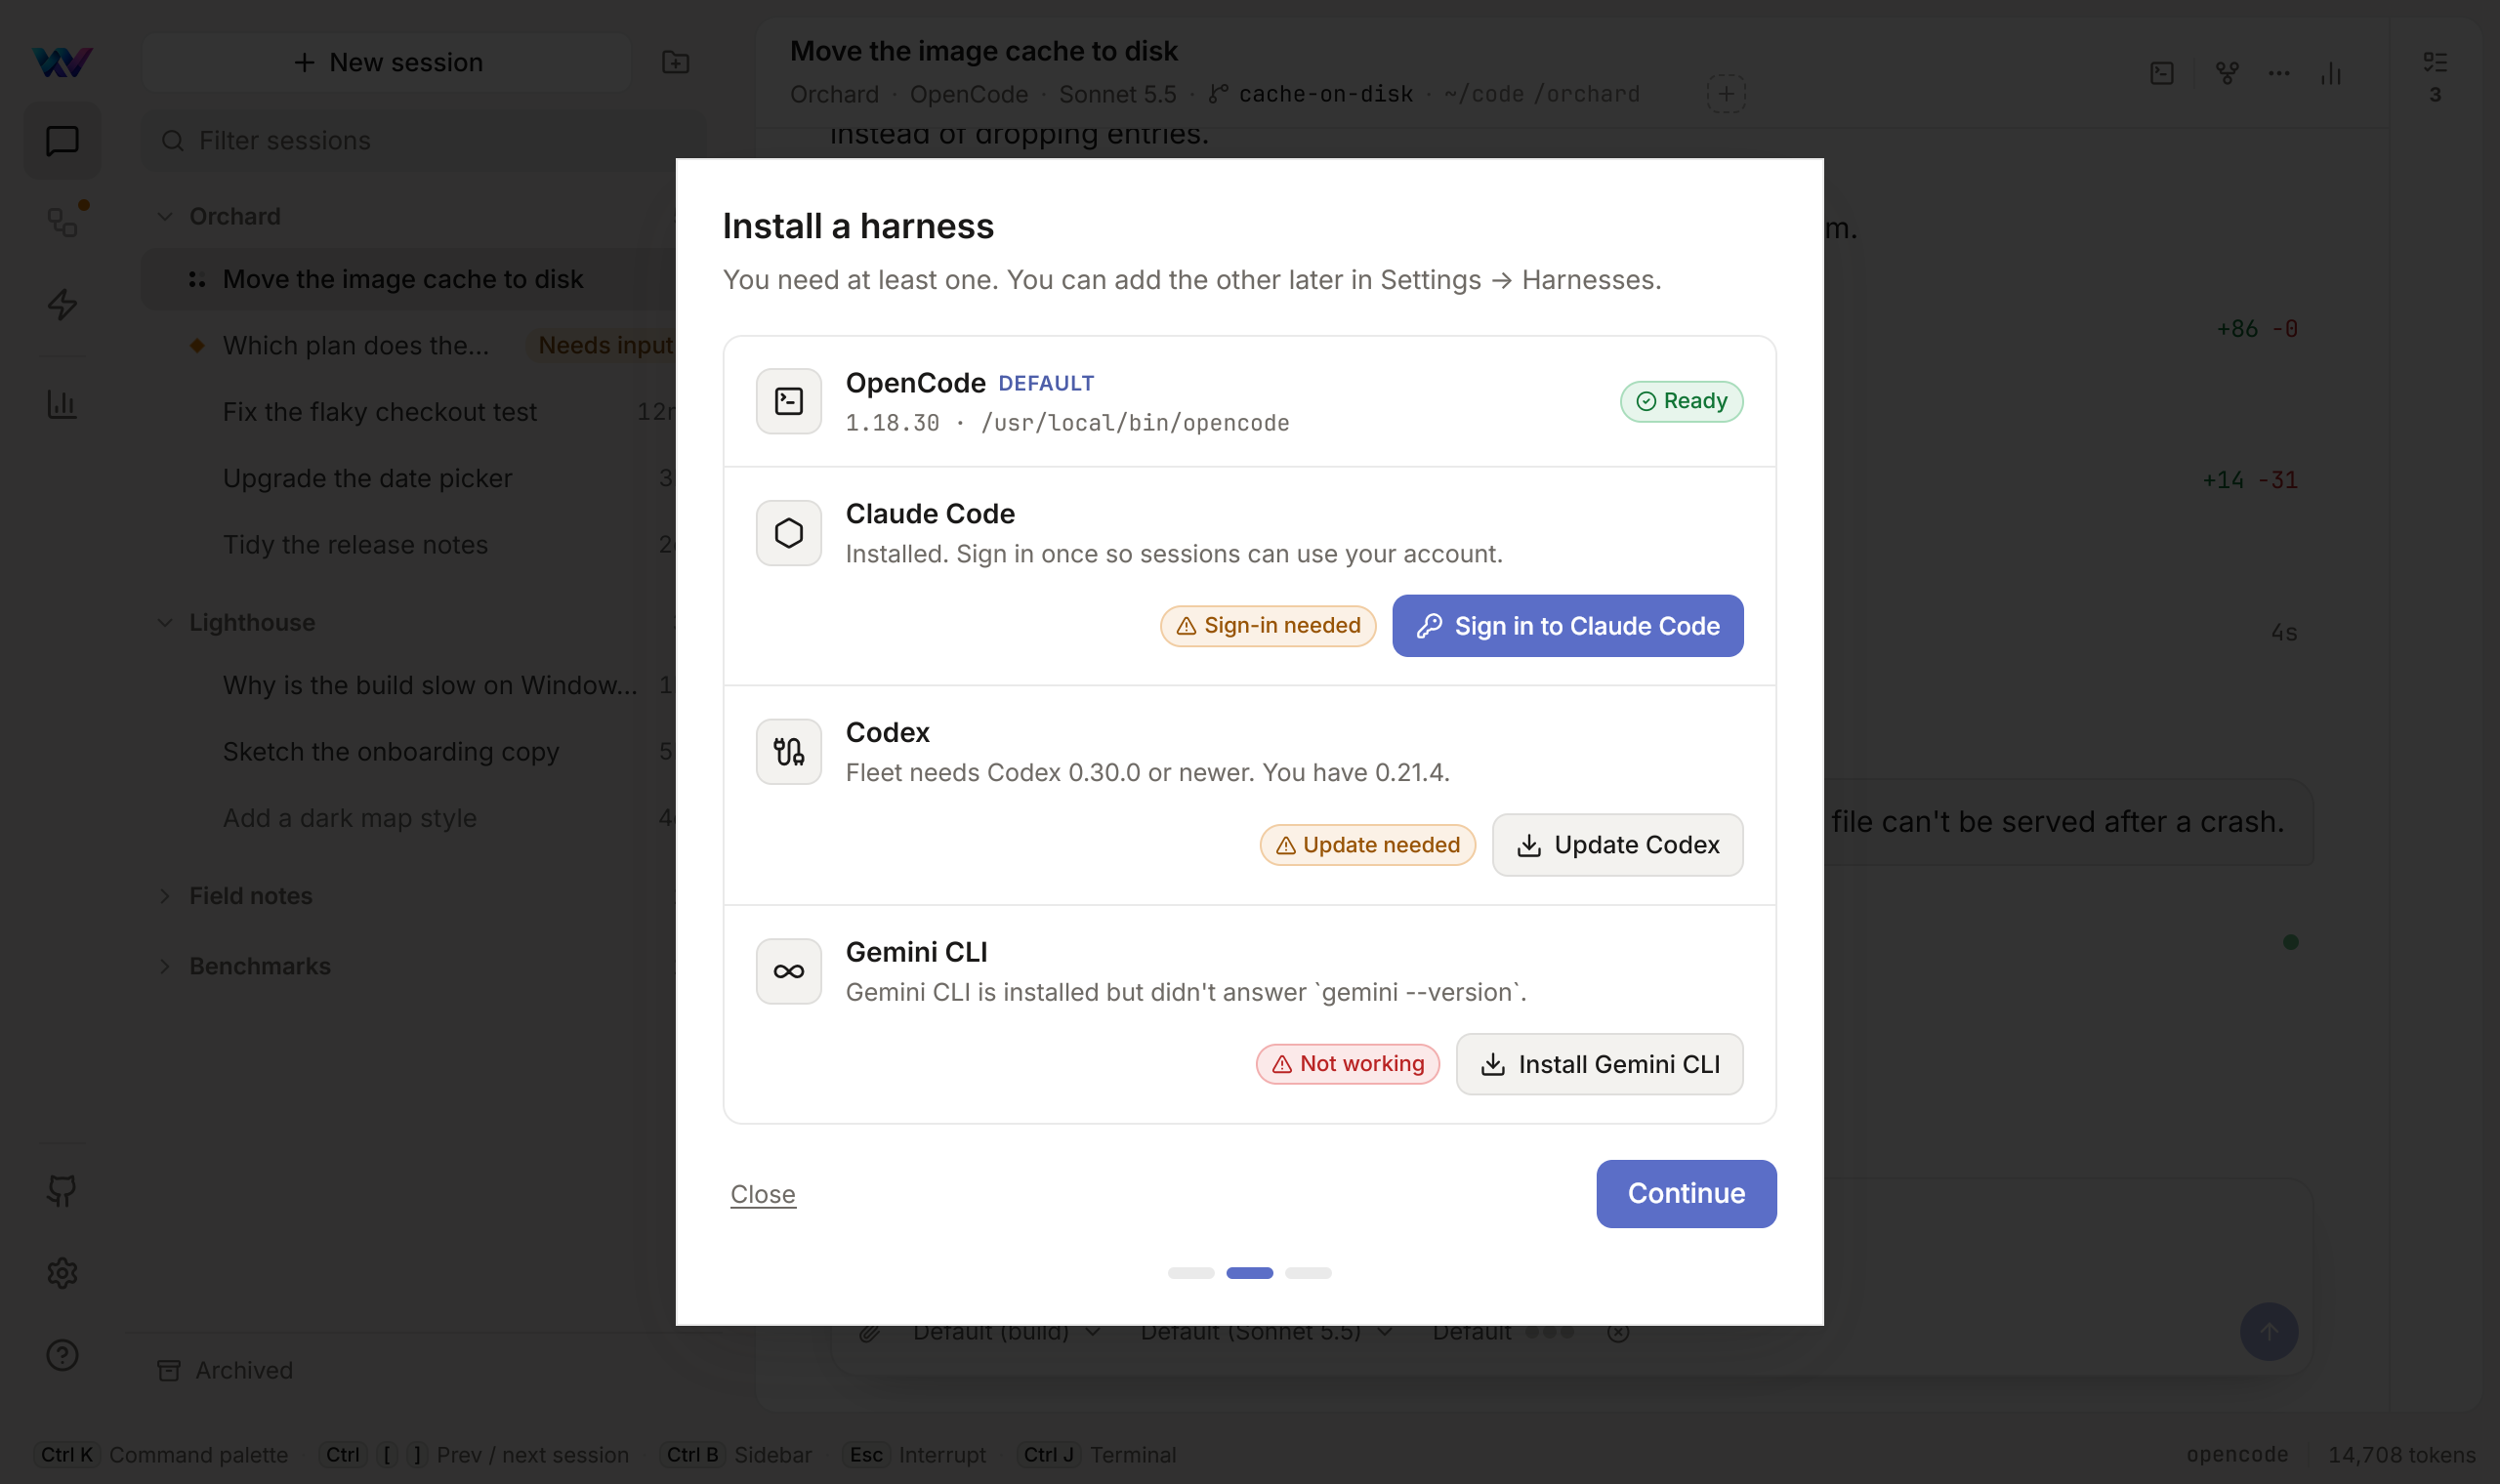 New session
Filter sessions
Orchard
Move the image cache to disk
Which plan does the...
Needs input
Fix the flaky checkout test
Upgrade the date picker
Tidy the release notes
Lighthouse
Why is the build slow on Window...
Sketch the onboarding copy
Add a dark map style
Field notes
Benchmarks
Archived
Move the image cache to disk
Orchard · OpenCode · Sonnet 5.5 · cache-on-disk · ~/code /orchard
3
instead of dropping entries.
m.
+86 -0
+14 -31
4s
file can't be served after a crash.
Install a harness
You need at least one. You can add the other later in Settings → Harnesses.
OpenCode DEFAULT
1.18.30 · /usr/local/bin/opencode
Ready
Claude Code
Installed. Sign in once so sessions can use your account.
Sign-in needed
Sign in to Claude Code
Codex
Fleet needs Codex 0.30.0 or newer. You have 0.21.4.
Update needed
Update Codex
Gemini CLI
Gemini CLI is installed but didn't answer `gemini --version`.
Not working
Install Gemini CLI
Close
Continue
Default (build)
Default (Sonnet 5.5)
Default
Ctrl K Command palette
Ctrl [ ] Prev / next session
Ctrl B Sidebar
Esc Interrupt
Ctrl J Terminal
opencode
14,708 tokens